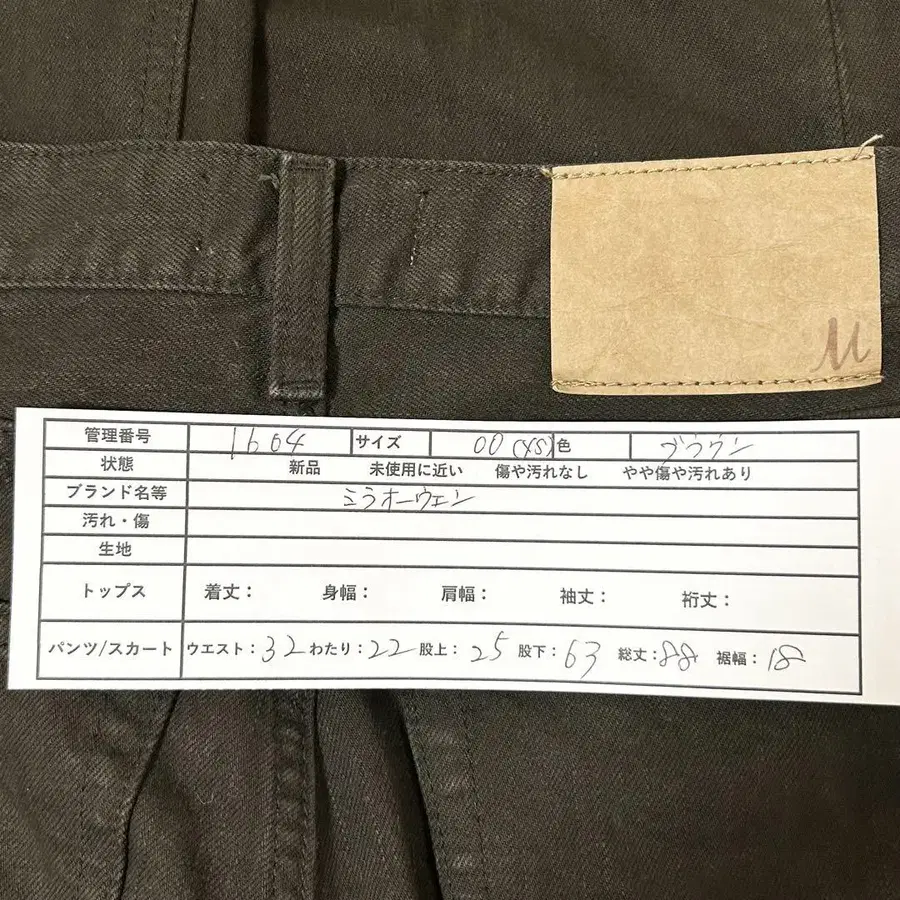 M
管理番号 1604 サイズ 00(XS) 色 ブラウン
状態 新品 未使用に近い 傷や汚れなし やや傷や汚れあり
ブランド名等 ミラオーウェン
汚れ・傷
生地
トップス 着丈: 身幅: 肩幅: 袖丈: 裄丈:
パンツ/スカート ウエスト:32 わたり:22 股上:25 股下:63 総丈:88 裾幅:18